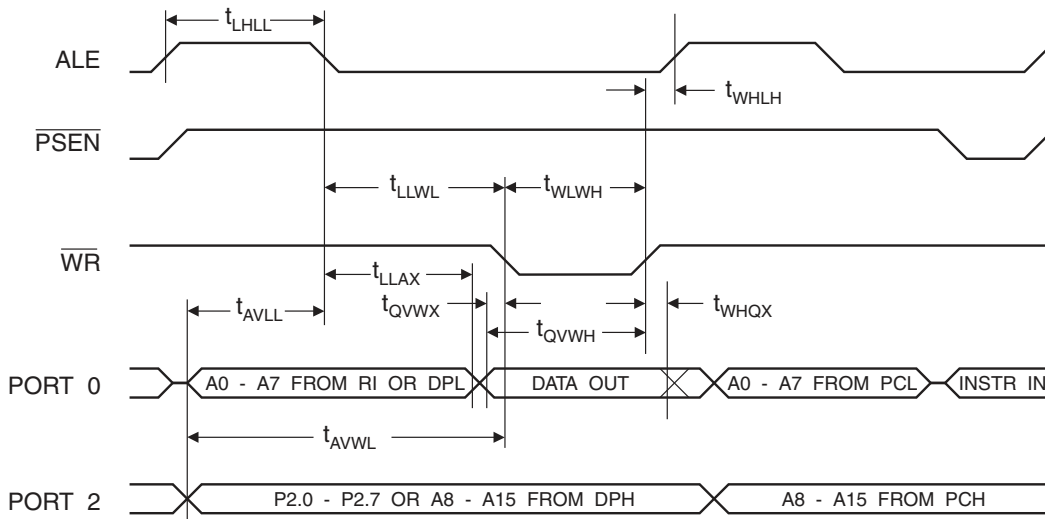 tLHLL
ALE
tWHLH
PSEN
tLLWL
tWLWH
WR
tLLAX
tAVLL
tQVWX
tWHQX
tQVWH
PORT 0
A0 - A7 FROM RI OR DPL
DATA OUT
A0 - A7 FROM PCL
INSTR IN
tAVWL
PORT 2
P2.0 - P2.7 OR A8 - A15 FROM DPH
A8 - A15 FROM PCH